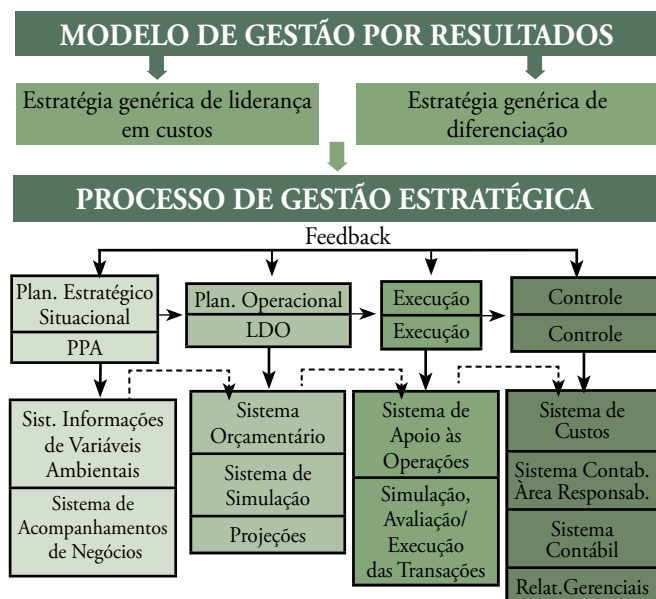 MODELO DE GESTÃO POR RESULTADOS
Estratégia genérica de liderança
em custos
Estratégia genérica de
diferenciação
PROCESSO DE GESTÃO ESTRATÉGICA
Feedback
Plan. Estratégico
Situacional
PPA
Plan. Operacional
LDO
Execução
Execução
Controle
Controle
Sist. Informações
de Variáveis
Ambientais
Sistema de
Acompanhamentos
de Negócios
Sistema
Orçamentário
Sistema de
Simulação
Projeções
Sistema de
Apoio às
Operações
Simulação,
Avaliação/
Execução
das Transações
Sistema de
Custos
Sistema Contab.
Àrea Responsab.
Sistema
Contábil
Relat.Gerenciais